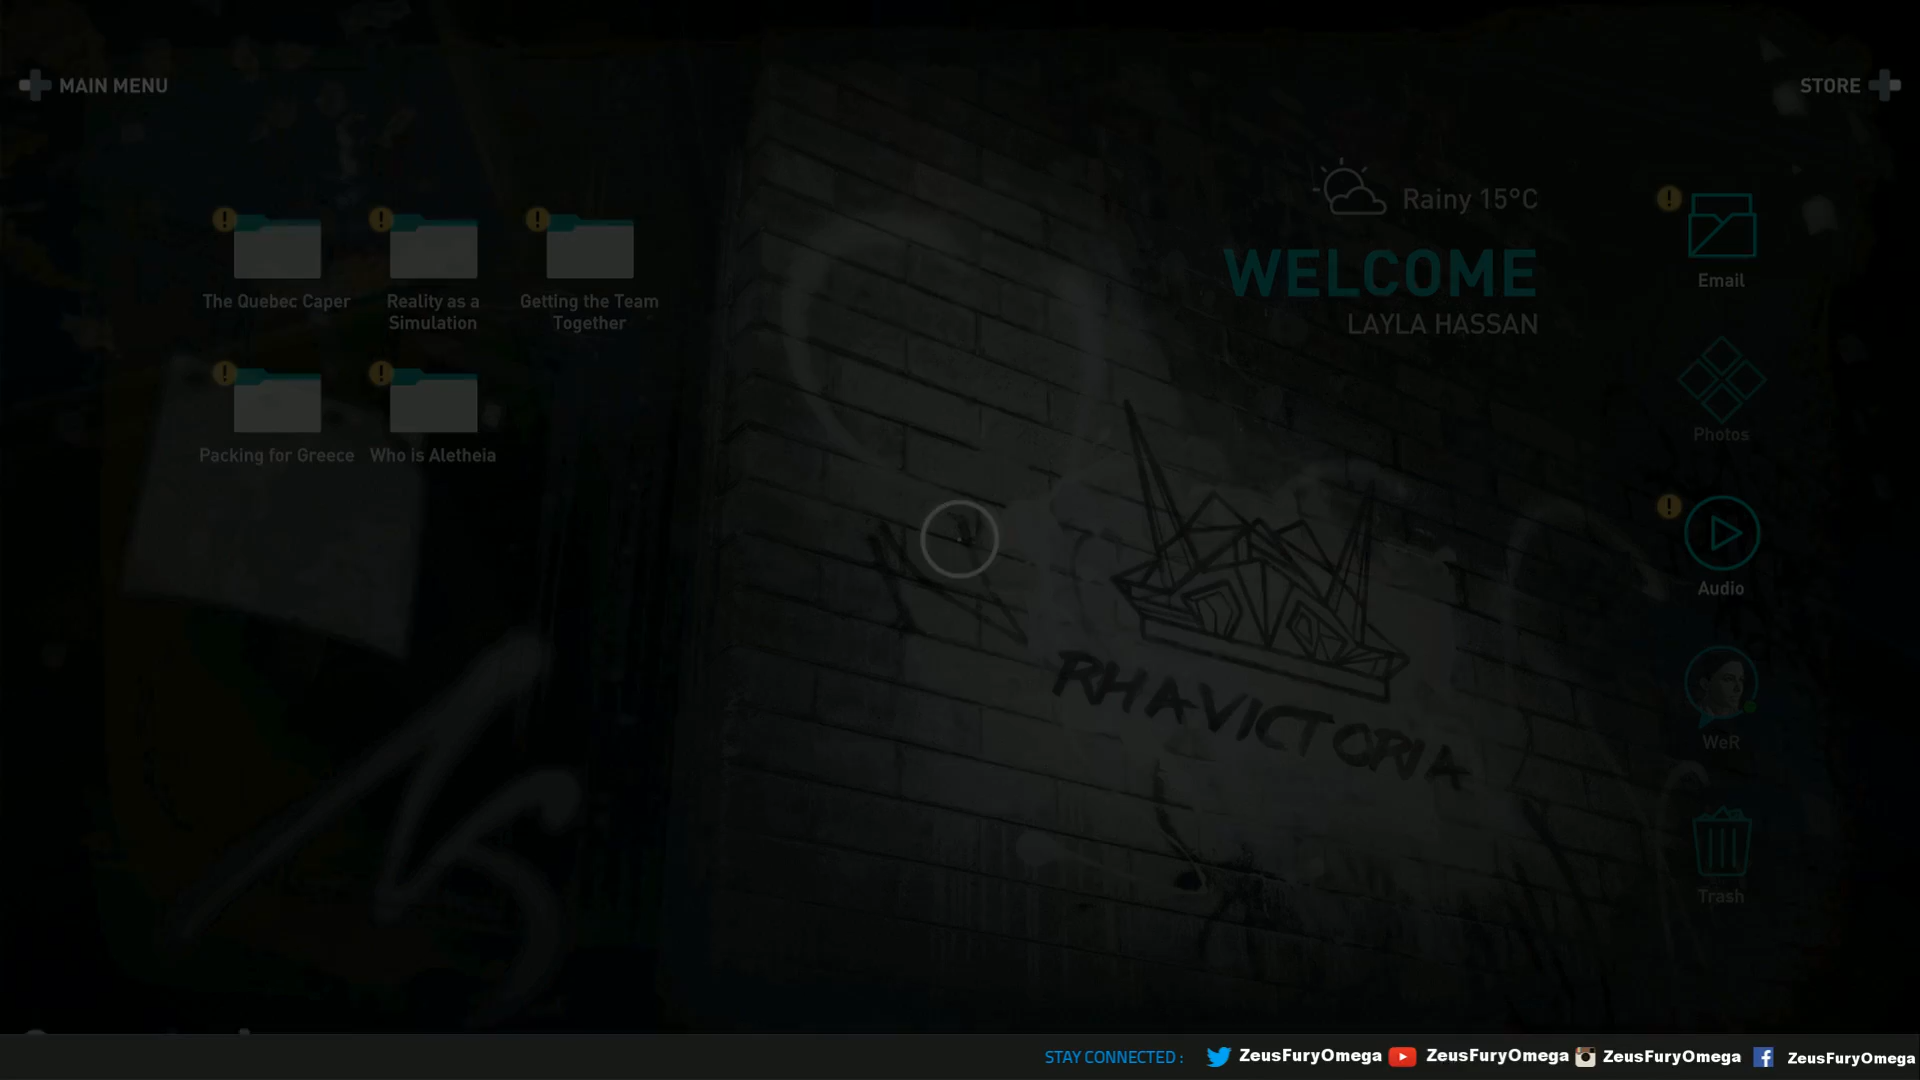 MAIN MENU
STORE
Rainy 15°C
WELCOME
LAYLA HASSAN
The Quebec Caper
Reality as a
Simulation
Getting the Team
Together
Packing for Greece
Who is Aletheia
Email
Photos
Audio
WeR
Trash
RHAVICTORIA
STAY CONNECTED : ZeusFuryOmega ZeusFuryOmega ZeusFuryOmega ZeusFuryOmega